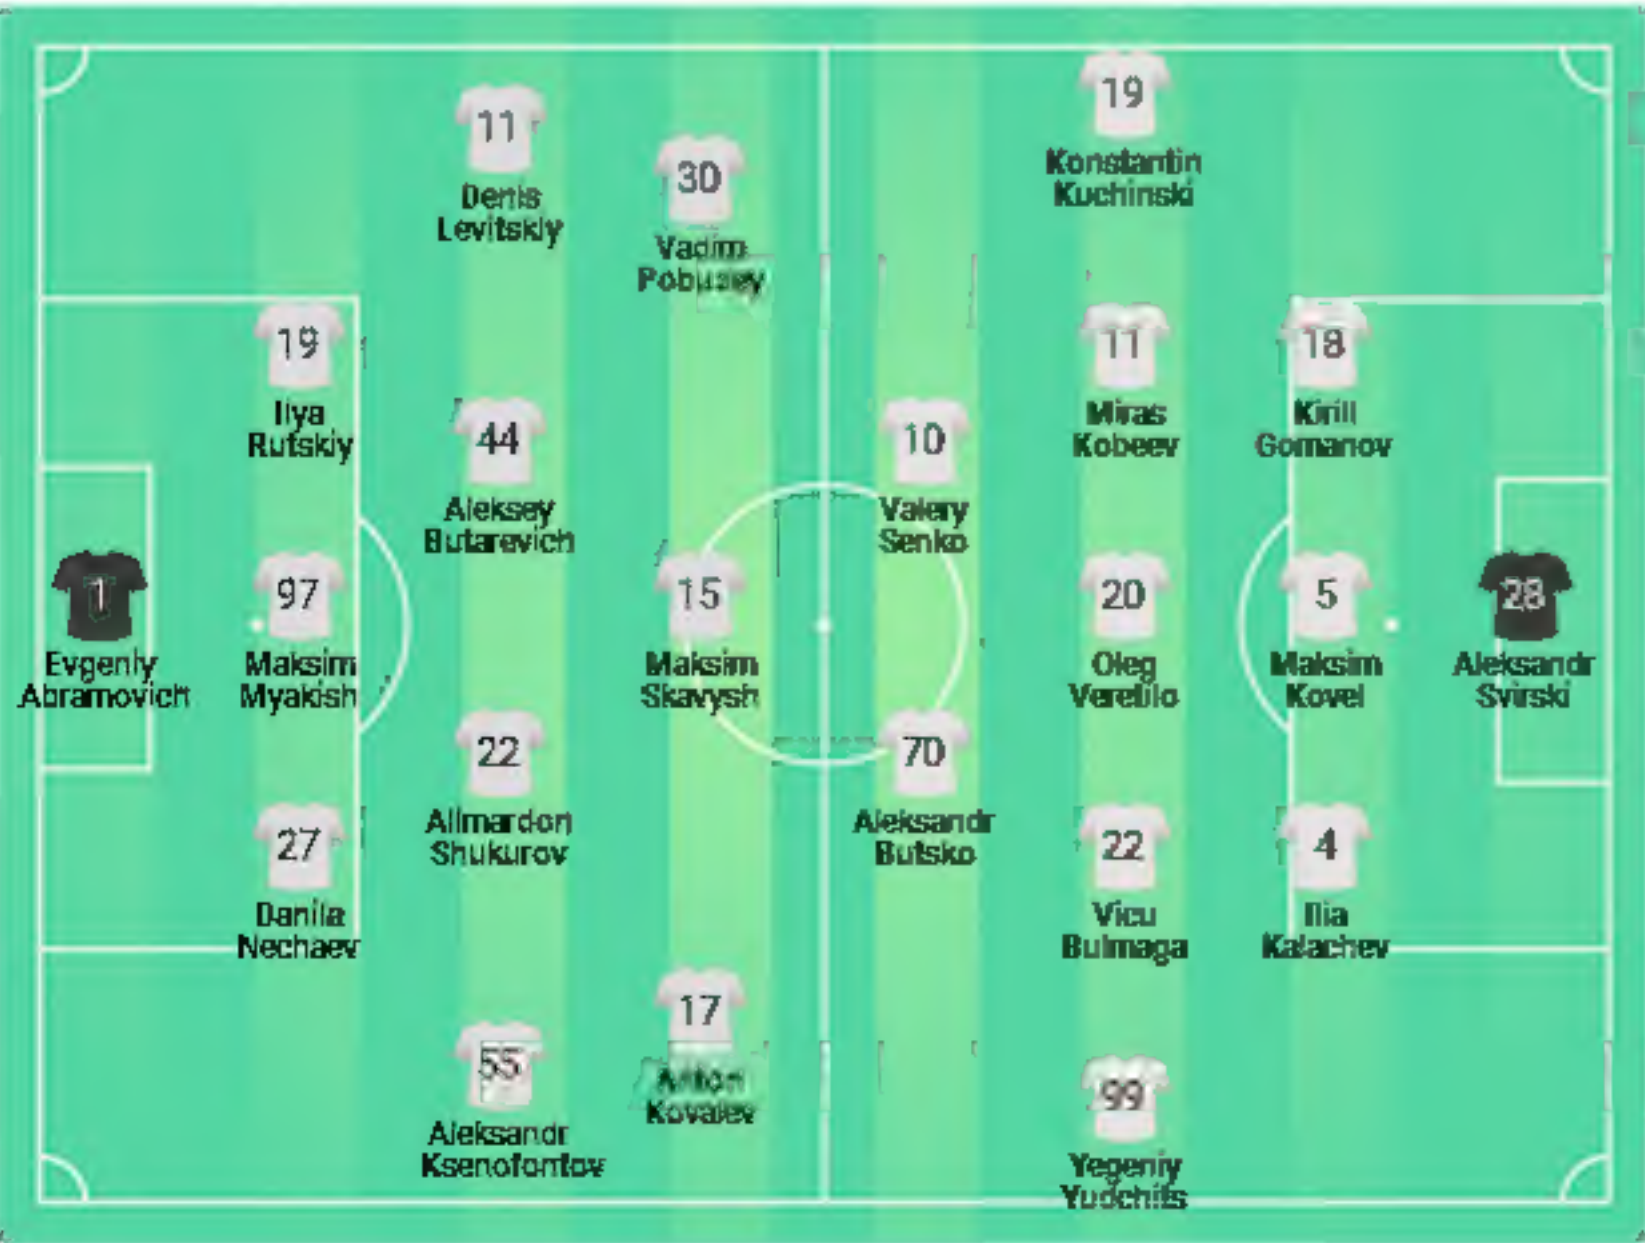 19
Konstantin
Kuchinski
11
Denis
Levitskiy
30
Vadim
19
Ilya
Rutskiy
11
Miras
Kobeev
18
Kirill
Gomanov
44
Aleksey
Butarevich
10
Valery
Senko
1
Evgeniy
Abramovich
97
Maksim
Myakish
15
Maksim
Skavysh
20
Oleg
Veretilo
5
Maksim
Kovel
28
Aleksandr
Svirski
22
Alimardon
Shukurov
70
Aleksandr
Butsko
27
Danila
Nechaev
22
Vicu
Bulmaga
4
Ilia
Kalachev
17
Anton
Kovalev
55
Aleksandr
Ksenofontov
99
Yegeniy
Yudchits